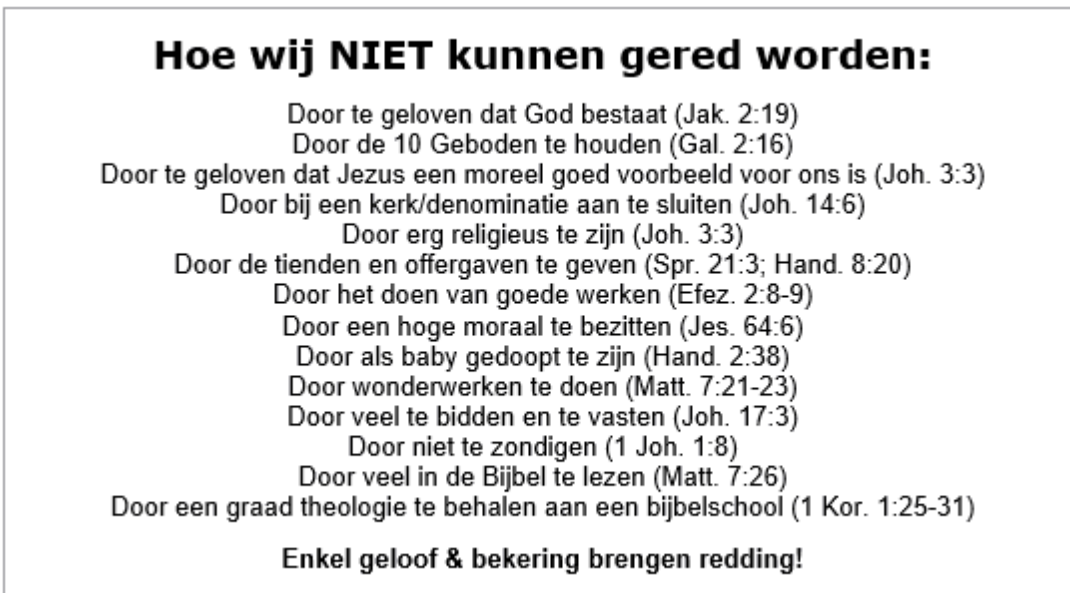 Hoe wij NIET kunnen gered worden:
Door te geloven dat God bestaat (Jak. 2:19)
Door de 10 Geboden te houden (Gal. 2:16)
Door te geloven dat Jezus een moreel goed voorbeeld voor ons is (Joh. 3:3)
Door bij een kerk/denominatie aan te sluiten (Joh. 14:6)
Door erg religieus te zijn (Joh. 3:3)
Door de tienden en offergaven te geven (Spr. 21:3; Hand. 8:20)
Door het doen van goede werken (Efez. 2:8-9)
Door een hoge moraal te bezitten (Jes. 64:6)
Door als baby gedoopt te zijn (Hand. 2:38)
Door wonderwerken te doen (Matt. 7:21-23)
Door veel te bidden en te vasten (Joh. 17:3)
Door niet te zondigen (1 Joh. 1:8)
Door veel in de Bijbel te lezen (Matt. 7:26)
Door een graad theologie te behalen aan een bijbelschool (1 Kor. 1:25-31)
Enkel geloof & bekering brengen redding!